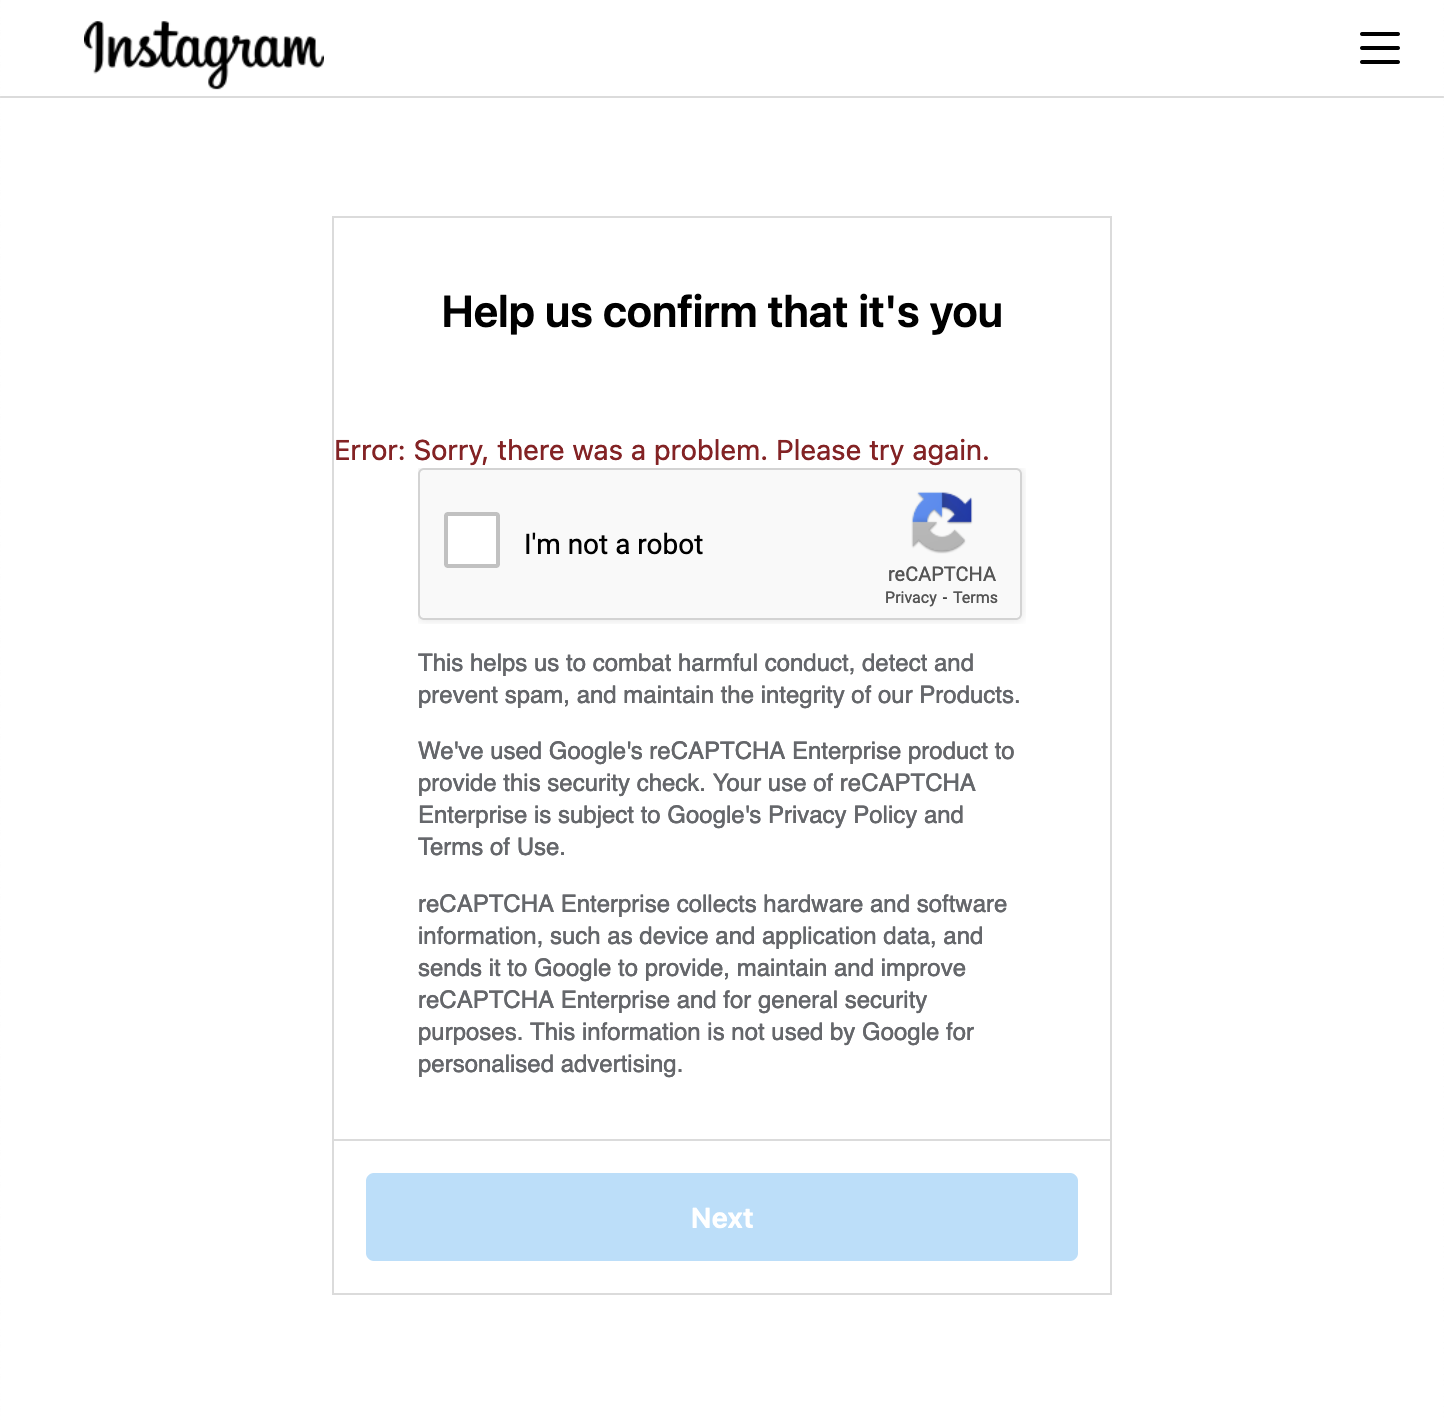 Instagram
Help us confirm that it's you
Error: Sorry, there was a problem. Please try again.
I'm not a robot
reCAPTCHA
Privacy - Terms
This helps us to combat harmful conduct, detect and
prevent spam, and maintain the integrity of our Products.
We've used Google's reCAPTCHA Enterprise product to
provide this security check. Your use of reCAPTCHA
Enterprise is subject to Google's Privacy Policy and
Terms of Use.
reCAPTCHA Enterprise collects hardware and software
information, such as device and application data, and
sends it to Google to provide, maintain and improve
reCAPTCHA Enterprise and for general security
purposes. This information is not used by Google for
personalised advertising.
Next